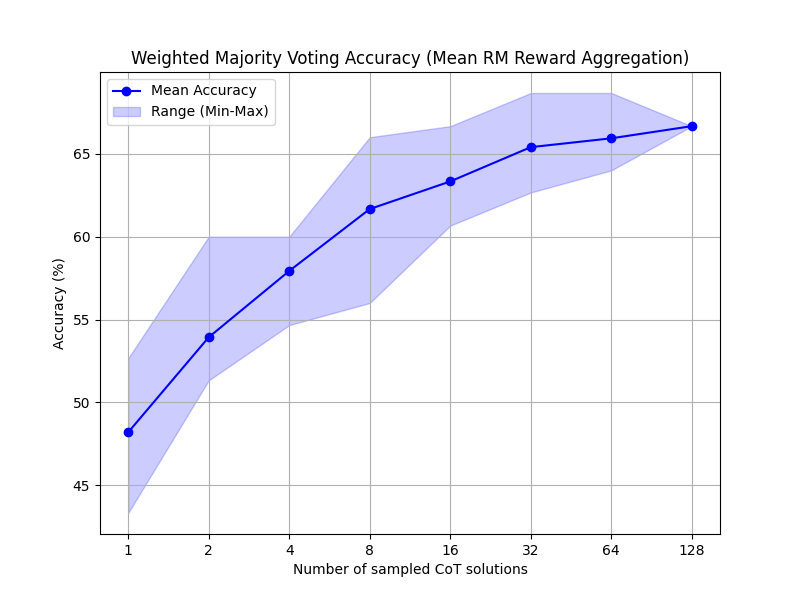 Weighted Majority Voting Accuracy (Mean RM Reward Aggregation)
Mean Accuracy
Range (Min-Max)
Accuracy (%)
65
60
55
50
45
1 2 4 8 16 32 64 128
Number of sampled CoT solutions